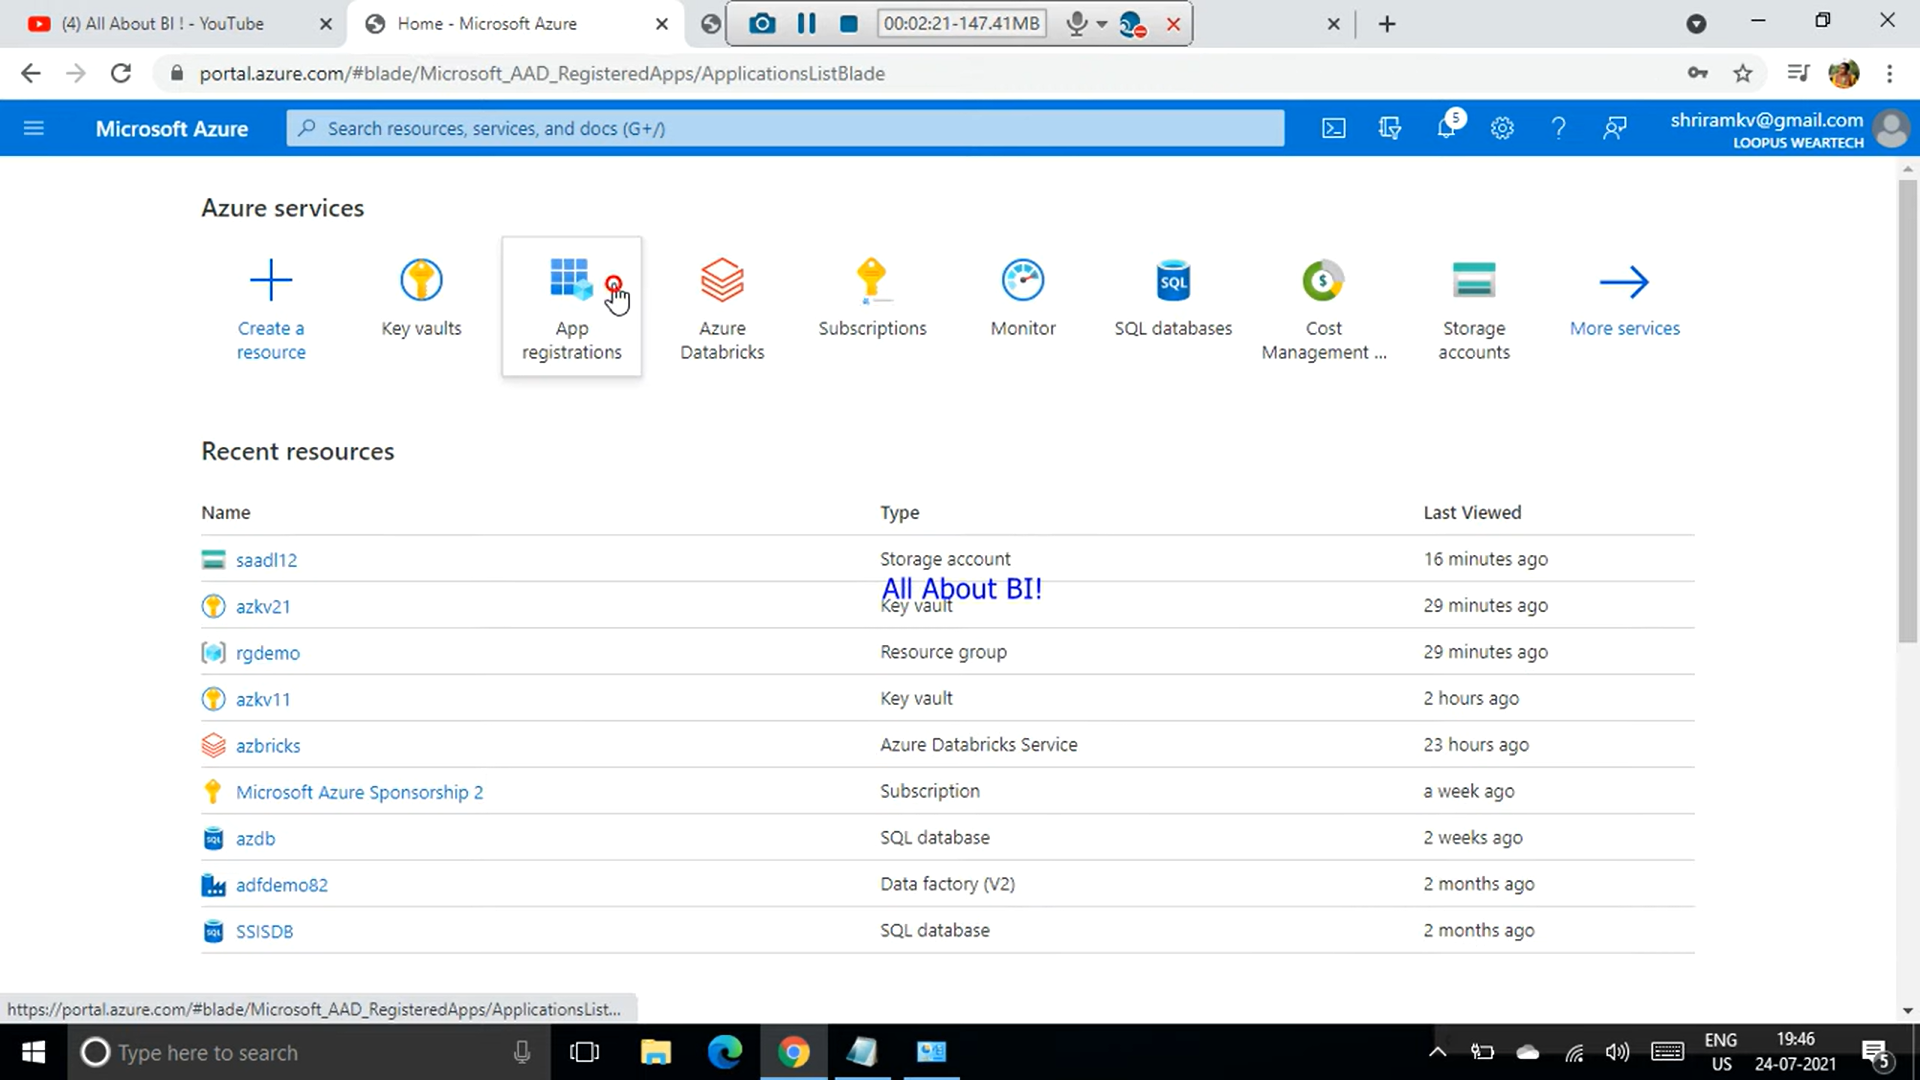 (4) All About BI ! - YouTube
Home - Microsoft Azure
00:02:21-147.41MB
portal.azure.com/#blade/Microsoft_AAD_RegisteredApps/ApplicationsListBlade
Microsoft Azure
Search resources, services, and docs (G+/)
5
shriramkv@gmail.com
LOOPUS WEARTECH
Azure services
Create a resource
Key vaults
App registrations
Azure Databricks
Subscriptions
Monitor
SQL
SQL databases
Cost Management ...
Storage accounts
More services
Recent resources
Name Type Last Viewed
saadl12 Storage account 16 minutes ago
All About BI!
azkv21 Key vault 29 minutes ago
rgdemo Resource group 29 minutes ago
azkv11 Key vault 2 hours ago
azbricks Azure Databricks Service 23 hours ago
Microsoft Azure Sponsorship 2 Subscription a week ago
SQL azdb SQL database 2 weeks ago
adfdemo82 Data factory (V2) 2 months ago
SQL SSISDB SQL database 2 months ago
https://portal.azure.com/#blade/Microsoft_AAD_RegisteredApps/ApplicationsList...
Type here to search
ENG
US
19:46
24-07-2021
5